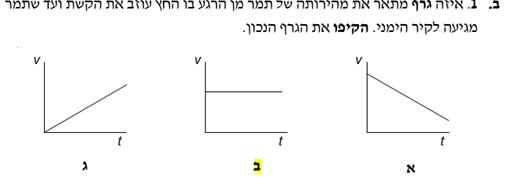 ב. 1. איזה גרף מתאר את מהירותה של תמר מן הרגע בו החץ עוזב את הקשת ועד שתמר
מגיעה לקיר הימני. הקיפו את הגרף הנכון.
v v v
t t t
ג ב א